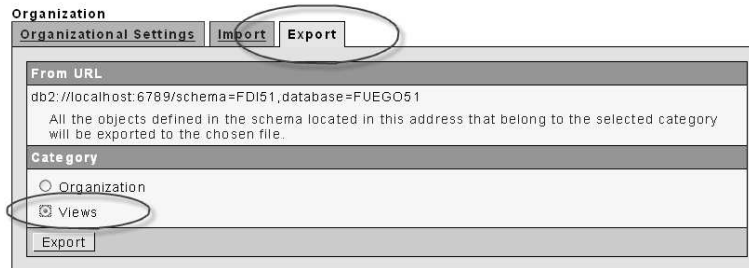 Organization
Organizational Settings Import Export
From URL
db2://localhost:6789/schema=FDI51,database=FUEGO51
All the objects defined in the schema located in this address that belong to the selected category
will be exported to the chosen file.
Category
Organization
Views
Export